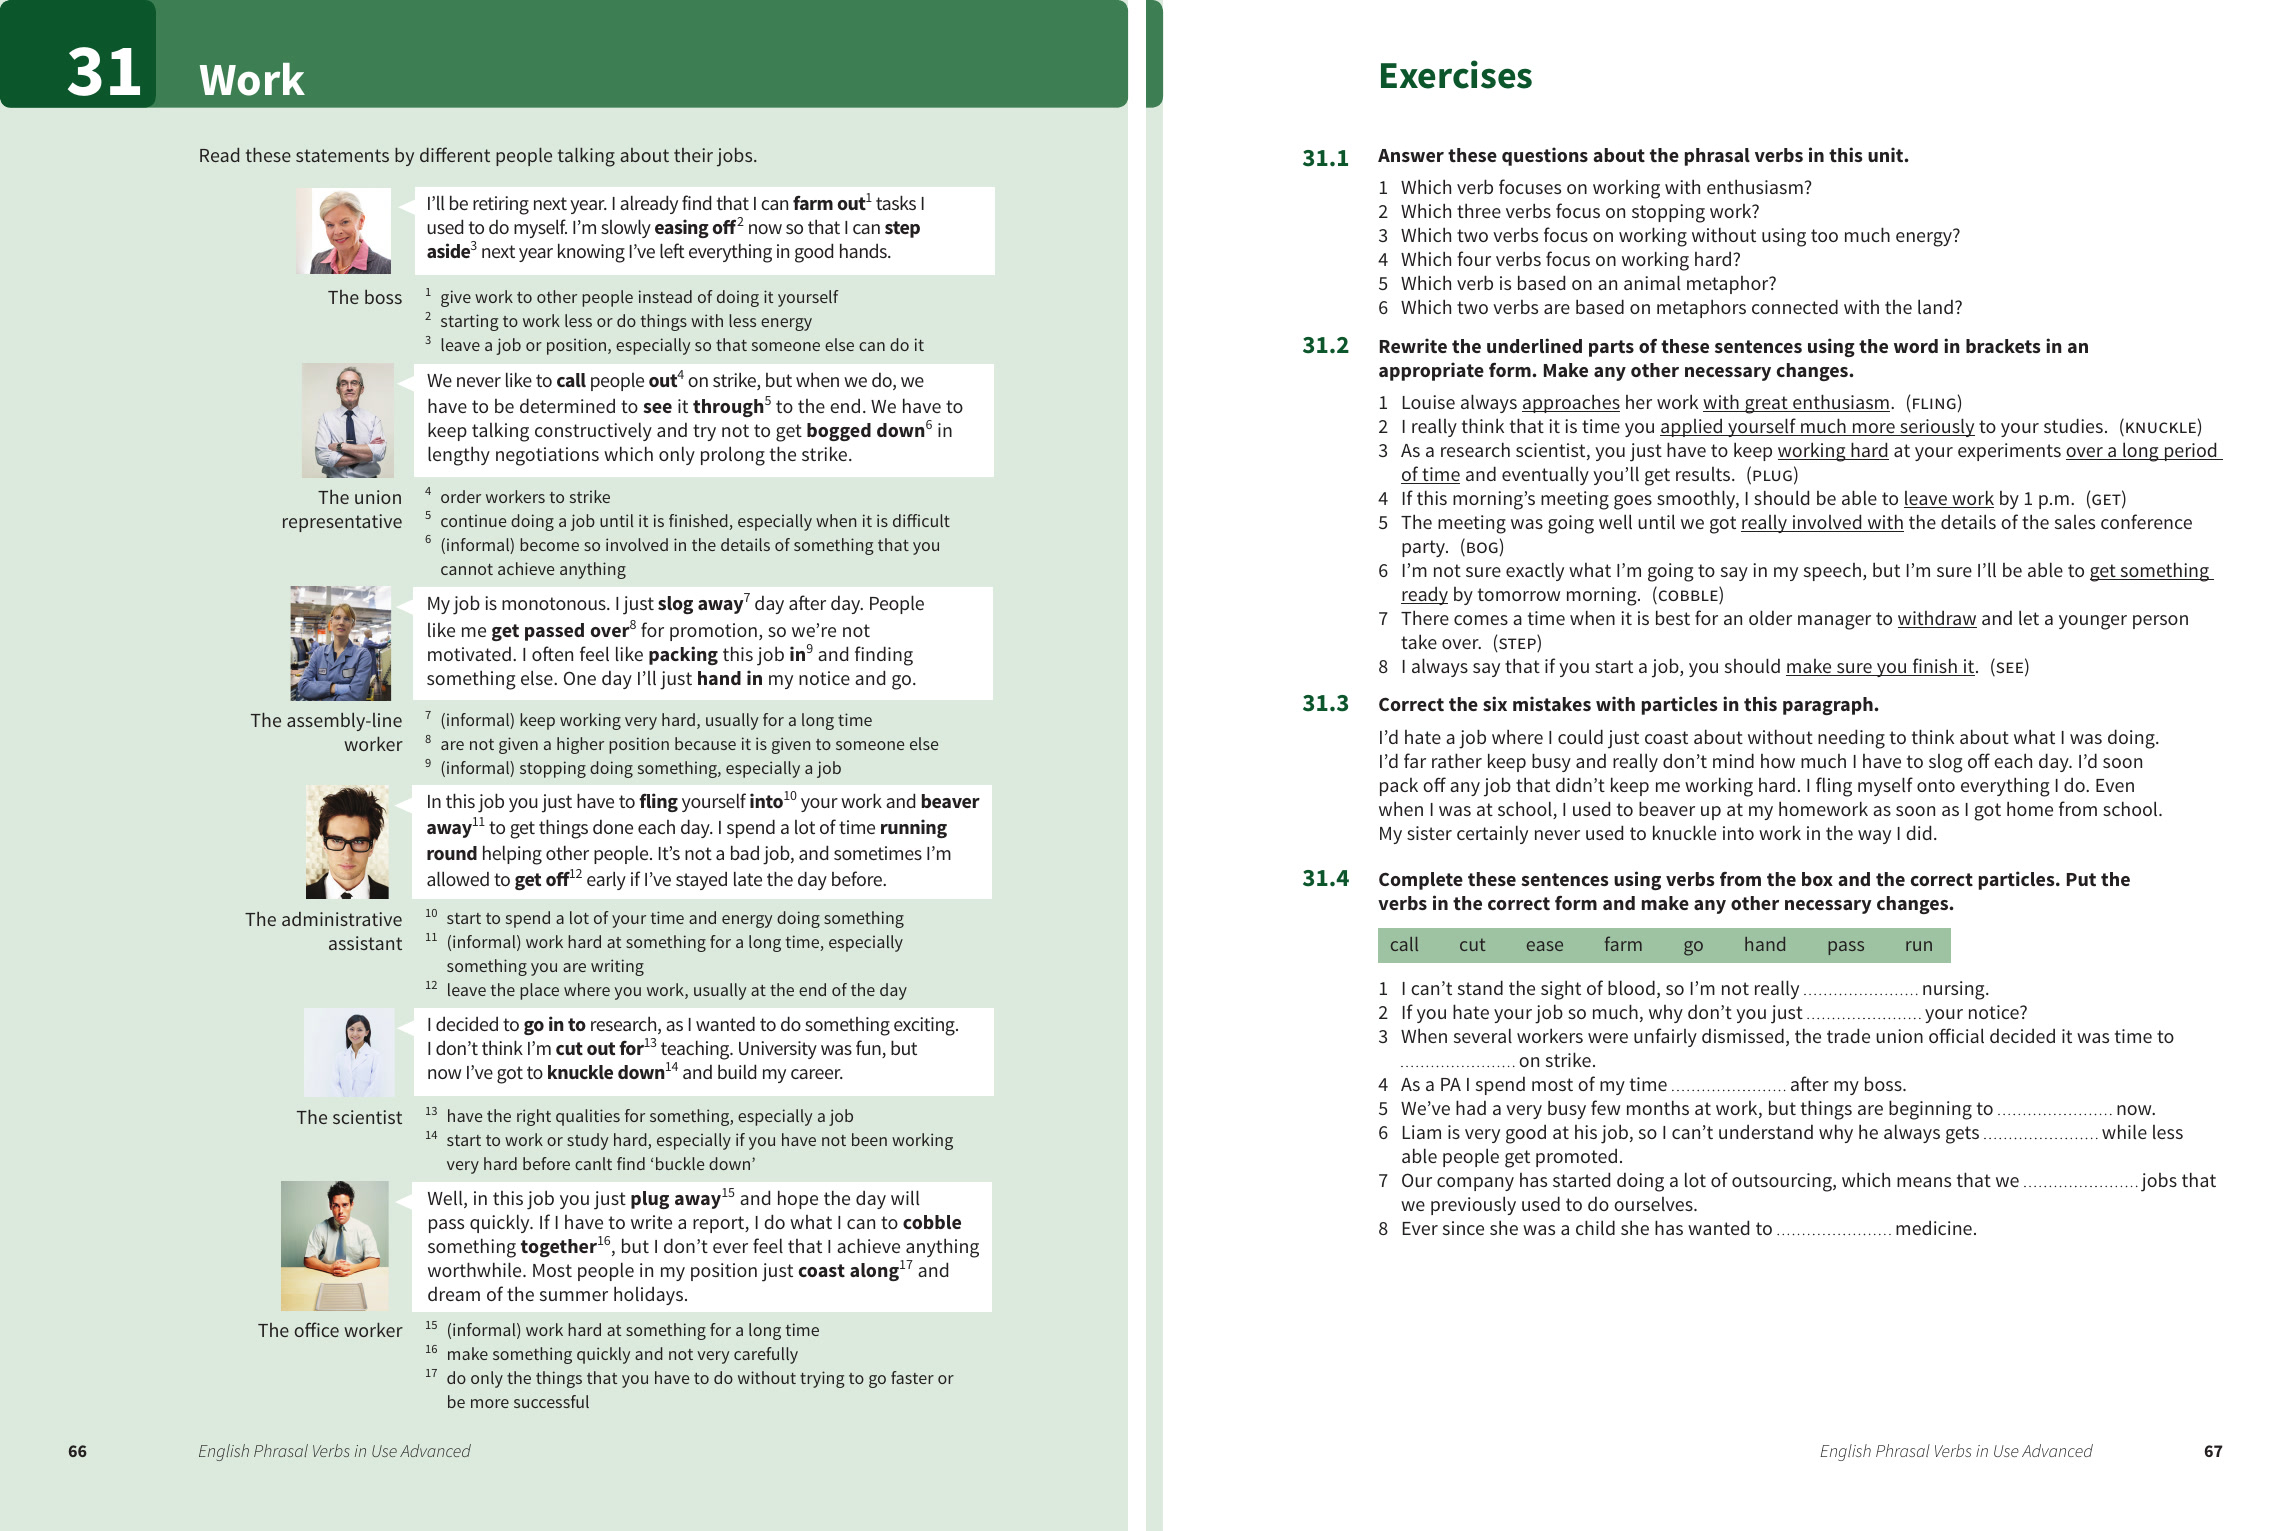 31 Work
Read these statements by different people talking about their jobs.
I'll be retiring next year. I already find that I can farm out1 tasks I
used to do myself. I'm slowly easing off2 now so that I can step
aside3 next year knowing I've left everything in good hands.
The boss
1 give work to other people instead of doing it yourself
2 starting to work less or do things with less energy
3 leave a job or position, especially so that someone else can do it
We never like to call people out4 on strike, but when we do, we
have to be determined to see it through5 to the end. We have to
keep talking constructively and try not to get bogged down6 in
lengthy negotiations which only prolong the strike.
The union
representative
4 order workers to strike
5 continue doing a job until it is finished, especially when it is difficult
6 (informal) become so involved in the details of something that you
cannot achieve anything
My job is monotonous. I just slog away7 day after day. People
like me get passed over8 for promotion, so we're not
motivated. I often feel like packing this job in9 and finding
something else. One day I'll just hand in my notice and go.
The assembly-line
worker
7 (informal) keep working very hard, usually for a long time
8 are not given a higher position because it is given to someone else
9 (informal) stopping doing something, especially a job
In this job you just have to fling yourself into10 your work and beaver
away11 to get things done each day. I spend a lot of time running
round helping other people. It's not a bad job, and sometimes I'm
allowed to get off12 early if I've stayed late the day before.
The administrative
assistant
10 start to spend a lot of your time and energy doing something
11 (informal) work hard at something for a long time, especially
something you are writing
12 leave the place where you work, usually at the end of the day
I decided to go in to research, as I wanted to do something exciting.
I don't think I'm cut out for13 teaching. University was fun, but
now I've got to knuckle down14 and build my career.
The scientist
13 have the right qualities for something, especially a job
14 start to work or study hard, especially if you have not been working
very hard before canlt find 'buckle down'
Well, in this job you just plug away15 and hope the day will
pass quickly. If I have to write a report, I do what I can to cobble
something together16, but I don't ever feel that I achieve anything
worthwhile. Most people in my position just coast along17 and
dream of the summer holidays.
The office worker
15 (informal) work hard at something for a long time
16 make something quickly and not very carefully
17 do only the things that you have to do without trying to go faster or
be more successful
66 English Phrasal Verbs in Use Advanced
Exercises
31.1 Answer these questions about the phrasal verbs in this unit.
1 Which verb focuses on working with enthusiasm?
2 Which three verbs focus on stopping work?
3 Which two verbs focus on working without using too much energy?
4 Which four verbs focus on working hard?
5 Which verb is based on an animal metaphor?
6 Which two verbs are based on metaphors connected with the land?
31.2 Rewrite the underlined parts of these sentences using the word in brackets in an
appropriate form. Make any other necessary changes.
1 Louise always approaches her work with great enthusiasm. (FLING)
2 I really think that it is time you applied yourself much more seriously to your studies. (KNUCKLE)
3 As a research scientist, you just have to keep working hard at your experiments over a long period
of time and eventually you'll get results. (PLUG)
4 If this morning's meeting goes smoothly, I should be able to leave work by 1 p.m. (GET)
5 The meeting was going well until we got really involved with the details of the sales conference
party. (BOG)
6 I'm not sure exactly what I'm going to say in my speech, but I'm sure I'll be able to get something
ready by tomorrow morning. (COBBLE)
7 There comes a time when it is best for an older manager to withdraw and let a younger person
take over. (STEP)
8 I always say that if you start a job, you should make sure you finish it. (SEE)
31.3 Correct the six mistakes with particles in this paragraph.
I'd hate a job where I could just coast about without needing to think about what I was doing.
I'd far rather keep busy and really don't mind how much I have to slog off each day. I'd soon
pack off any job that didn't keep me working hard. I fling myself onto everything I do. Even
when I was at school, I used to beaver up at my homework as soon as I got home from school.
My sister certainly never used to knuckle into work in the way I did.
31.4 Complete these sentences using verbs from the box and the correct particles. Put the
verbs in the correct form and make any other necessary changes.
call cut ease farm go hand pass run
1 I can't stand the sight of blood, so I'm not really ....................... nursing.
2 If you hate your job so much, why don't you just ....................... your notice?
3 When several workers were unfairly dismissed, the trade union official decided it was time to
....................... on strike.
4 As a PA I spend most of my time ....................... after my boss.
5 We've had a very busy few months at work, but things are beginning to ....................... now.
6 Liam is very good at his job, so I can't understand why he always gets ....................... while less
able people get promoted.
7 Our company has started doing a lot of outsourcing, which means that we ....................... jobs that
we previously used to do ourselves.
8 Ever since she was a child she has wanted to ....................... medicine.
English Phrasal Verbs in Use Advanced 67